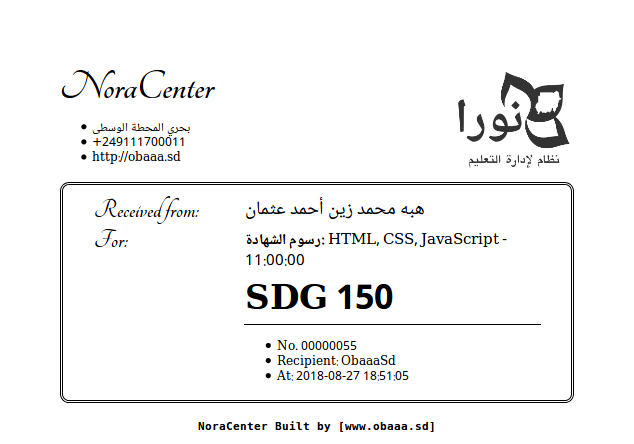 NoraCenter
بحري المحطة الوسطى
+249111700011
http://obaaa.sd
نورا
نظام لإدارة التعليم
Received from: هبه محمد زين أحمد عثمان
For: رسوم الشهادة: HTML, CSS, JavaScript -
11:00:00
SDG 150
No. 00000055
Recipient: ObaaaSd
At: 2018-08-27 18:51:05
NoraCenter Built by [www.obaaa.sd]